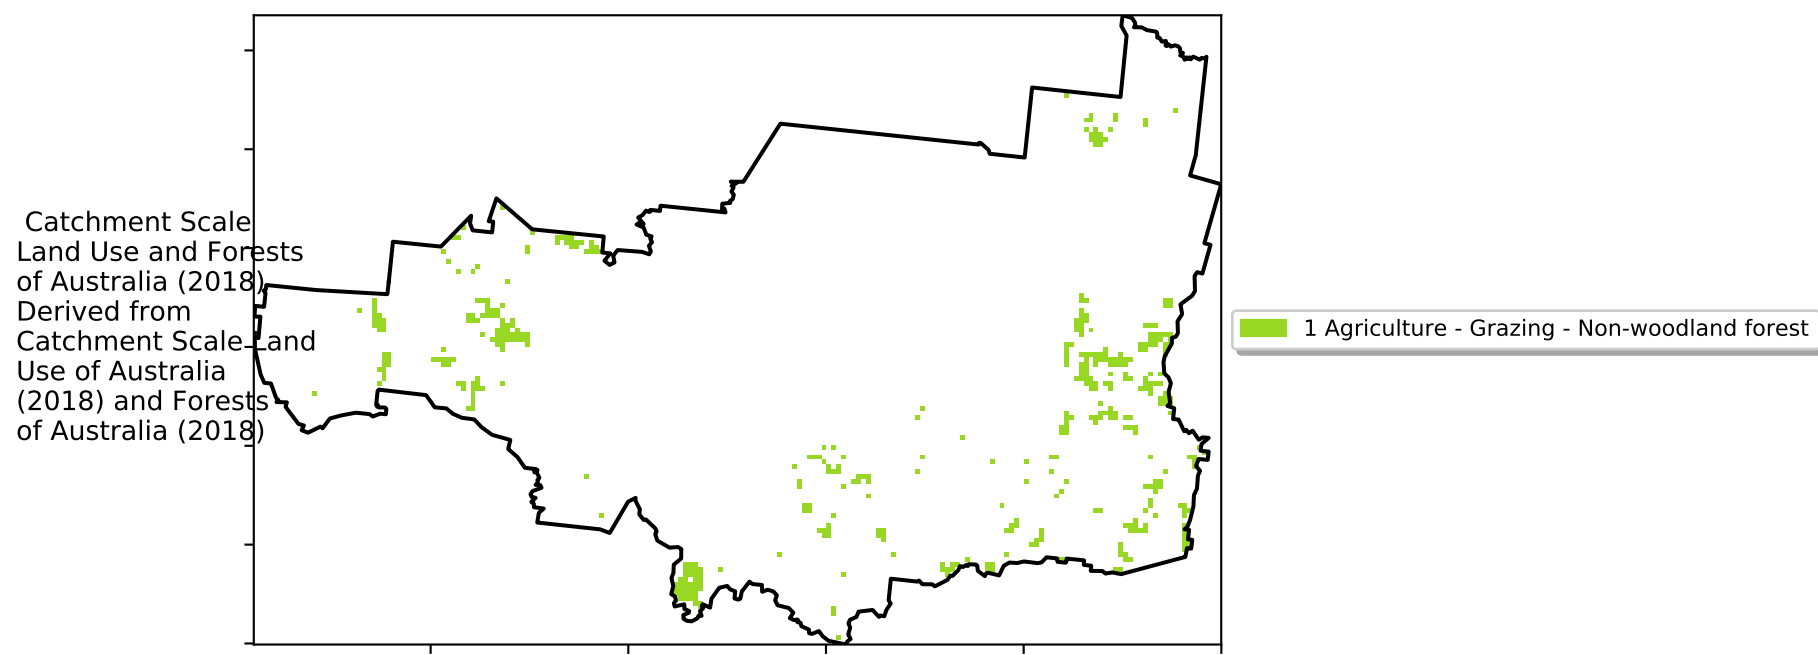 Catchment Scale
Land Use and Forests
of Australia (2018)
Derived from
Catchment Scale Land
Use of Australia
(2018) and Forests
of Australia (2018)
1 Agriculture - Grazing - Non-woodland forest